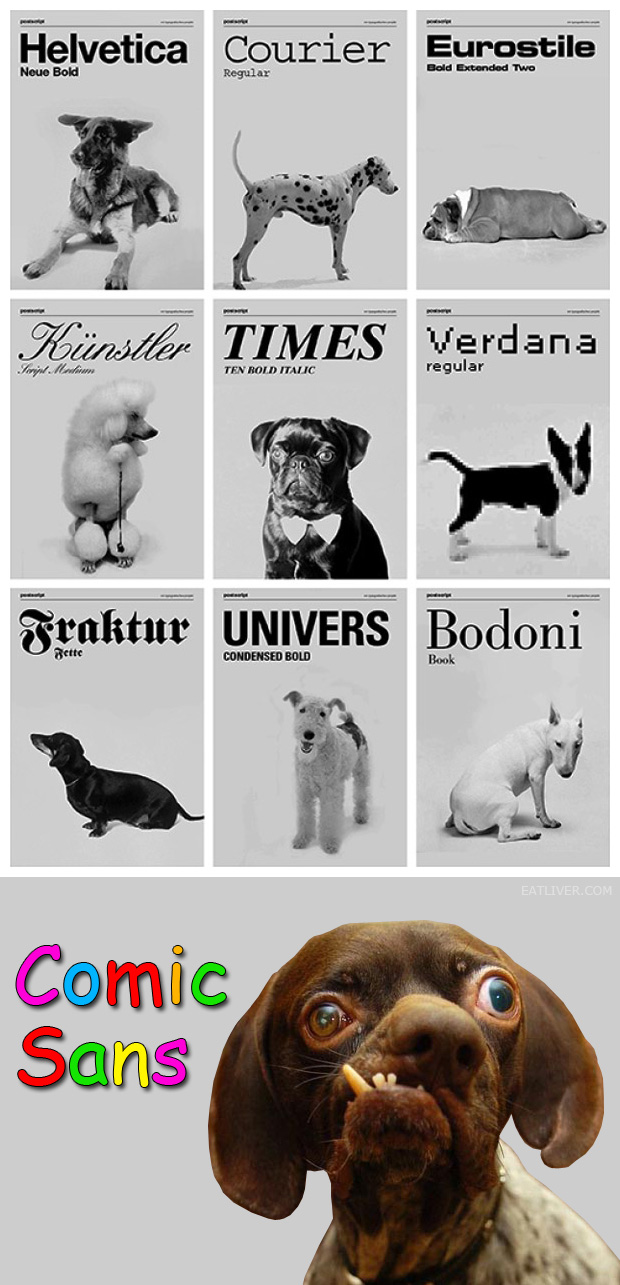 postscript
Helvetica
Neue Bold
postscript
Courier
Regular
postscript
Eurostile
Bold Extended Two
postscript
Künstler
Script Medium
postscript
TIMES
TEN BOLD ITALIC
postscript
Verdana
regular
postscript
Fraktur
Fette
postscript
UNIVERS
CONDENSED BOLD
postscript
Bodoni
Book
EATLIVER.COM
Comic
Sans